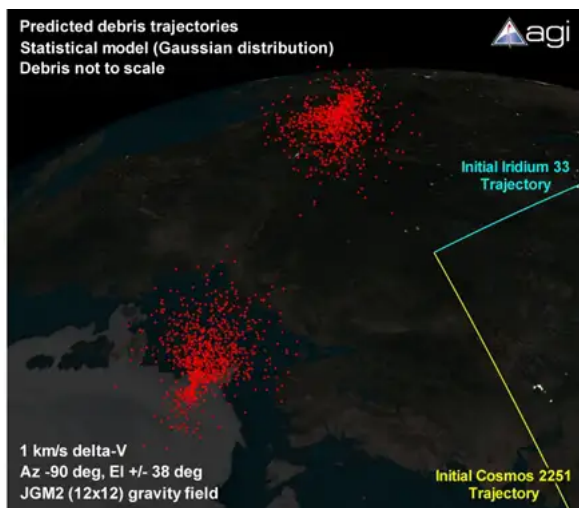 Predicted debris trajectories
Statistical model (Gaussian distribution)
Debris not to scale
agi
Initial Iridium 33
Trajectory
1 km/s delta-V
Az -90 deg, El +/- 38 deg
JGM2 (12x12) gravity field
Initial Cosmos 2251
Trajectory